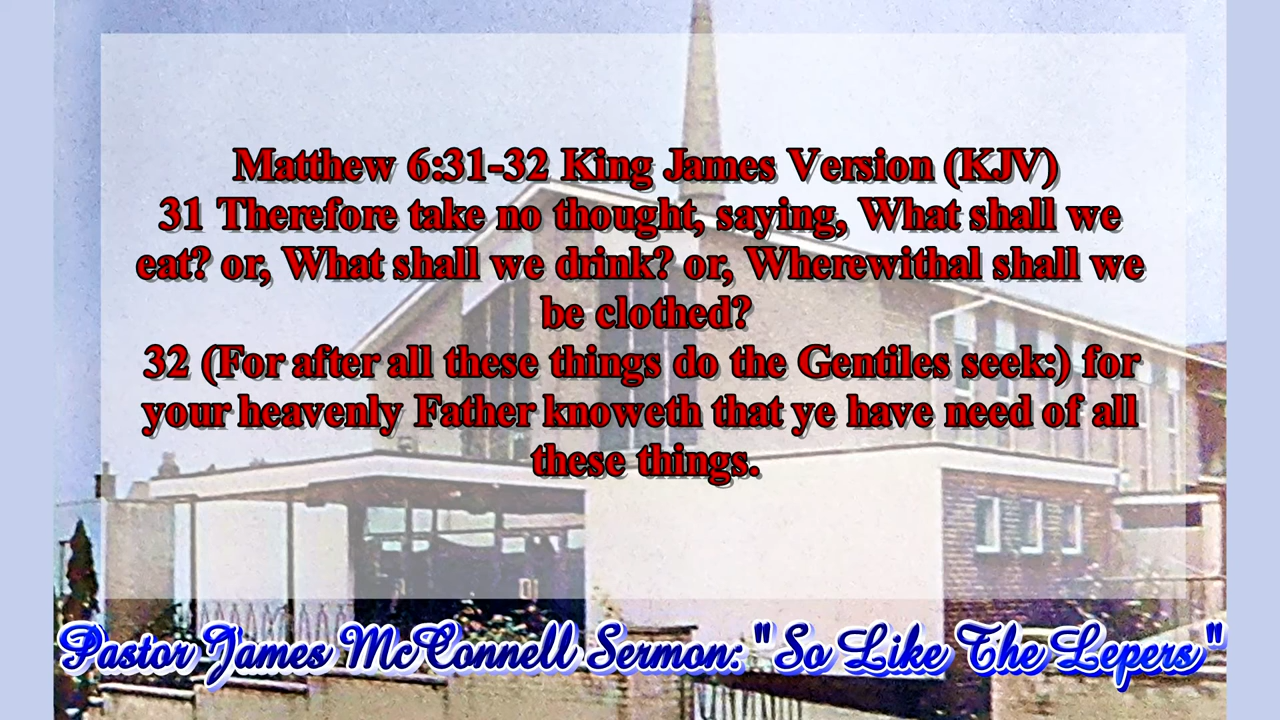 Matthew 6:31-32 King James Version (KJV)
31 Therefore take no thought, saying, What shall we
eat? or, What shall we drink? or, Wherewithal shall we
be clothed?
32 (For after all these things do the Gentiles seek:) for
your heavenly Father knoweth that ye have need of all
these things.
Pastor James McConnell Sermon: "So Like The Lepers"